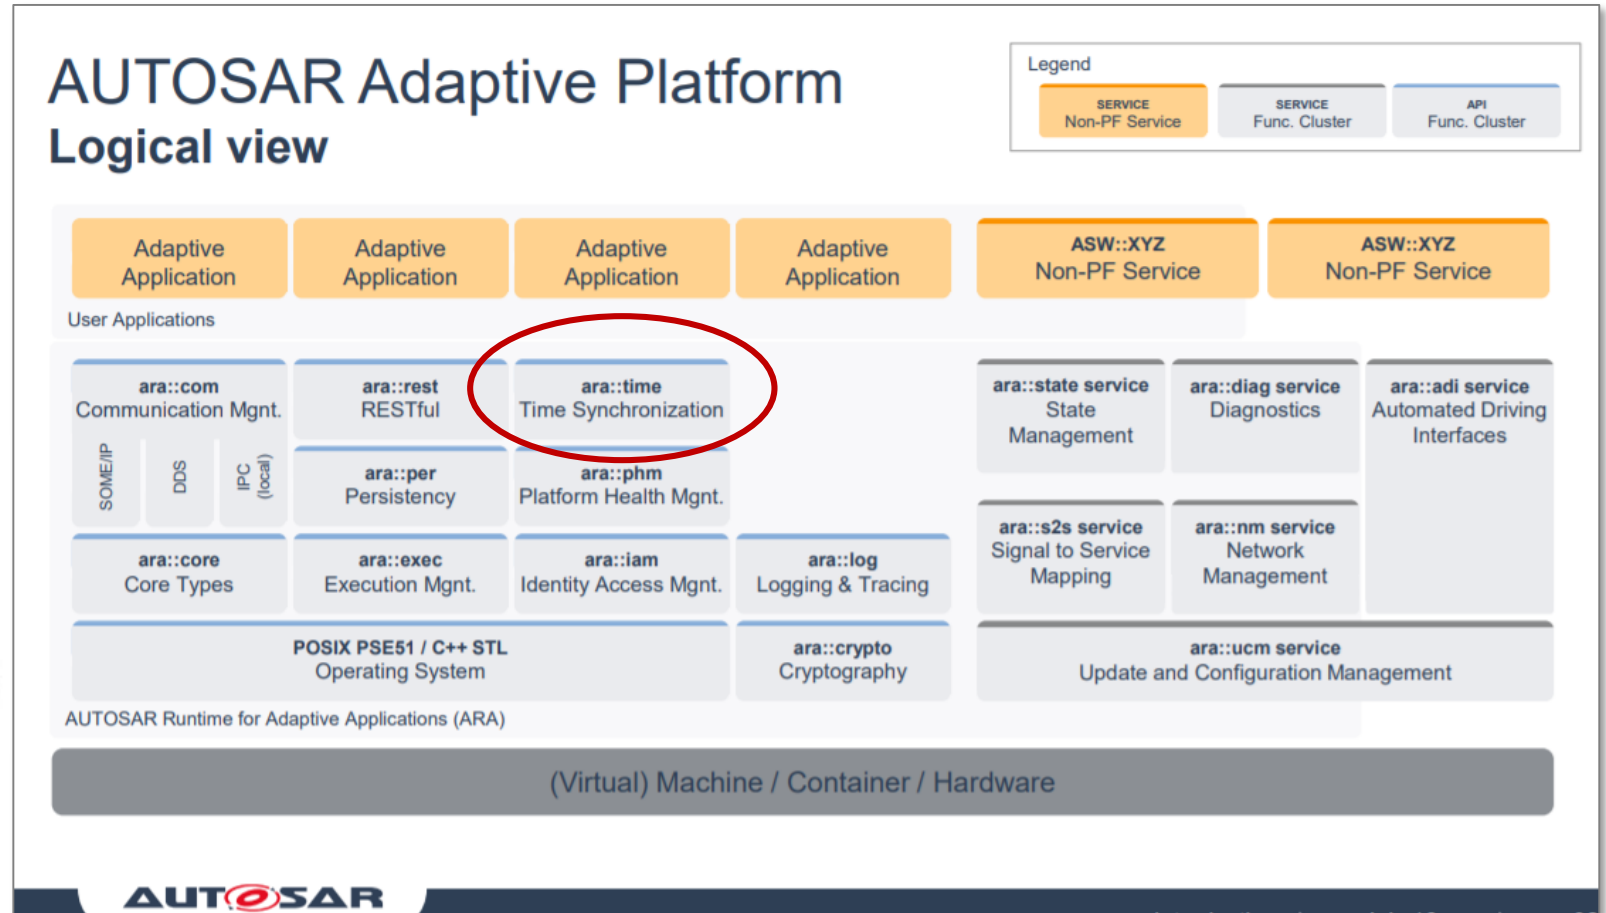 AUTOSAR Adaptive Platform
Logical view
Legend
SERVICE
Non-PF Service
SERVICE
Func. Cluster
API
Func. Cluster
Adaptive
Application
Adaptive
Application
Adaptive
Application
Adaptive
Application
ASW::XYZ
Non-PF Service
ASW::XYZ
Non-PF Service
User Applications
ara::com
Communication Mgnt.
SOME/IP
DDS
IPC
(local)
ara::rest
RESTful
ara::time
Time Synchronization
ara::per
Persistency
ara::phm
Platform Health Mgnt.
ara::state service
State
Management
ara::diag service
Diagnostics
ara::adi service
Automated Driving
Interfaces
ara::s2s service
Signal to Service
Mapping
ara::nm service
Network
Management
ara::core
Core Types
ara::exec
Execution Mgnt.
ara::iam
Identity Access Mgnt.
ara::log
Logging & Tracing
POSIX PSE51 / C++ STL
Operating System
ara::crypto
Cryptography
ara::ucm service
Update and Configuration Management
AUTOSAR Runtime for Adaptive Applications (ARA)
(Virtual) Machine / Container / Hardware
AUTOSAR